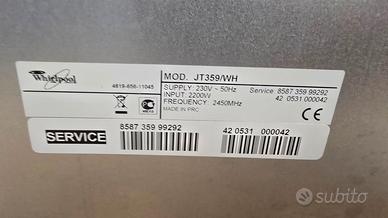 Whirlpool
4619-656-11045
MOD. JT359/WH
SUPPLY: 230V ~ 50Hz
INPUT: 2200W
FREQUENCY: 2450MHz
MADE IN PRC
Service: 8587 359 99292
42 0531 000042
CE
SERVICE
8587 359 99292
42 0531 000042
subito